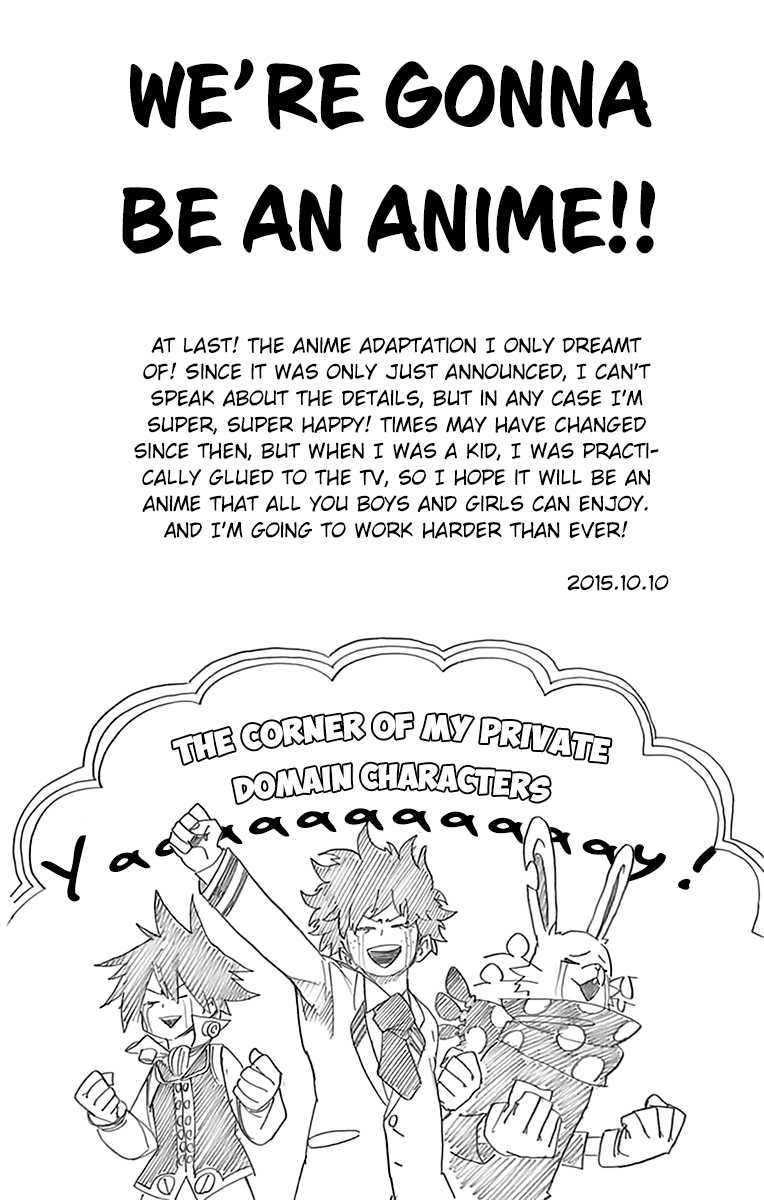 WE'RE GONNA
BE AN ANIME!!
AT LAST! THE ANIME ADAPTATION I ONLY DREAMT
OF! SINCE IT WAS ONLY JUST ANNOUNCED, I CAN'T
SPEAK ABOUT THE DETAILS, BUT IN ANY CASE I'M
SUPER, SUPER HAPPY! TIMES MAY HAVE CHANGED
SINCE THEN, BUT WHEN I WAS A KID, I WAS PRACTI-
CALLY GLUED TO THE TV, SO I HOPE IT WILL BE AN
ANIME THAT ALL YOU BOYS AND GIRLS CAN ENJOY.
AND I'M GOING TO WORK HARDER THAN EVER!
2015.10.10
THE CORNER OF MY PRIVATE
DOMAIN CHARACTERS
Yaaaaaaaaaaaay!